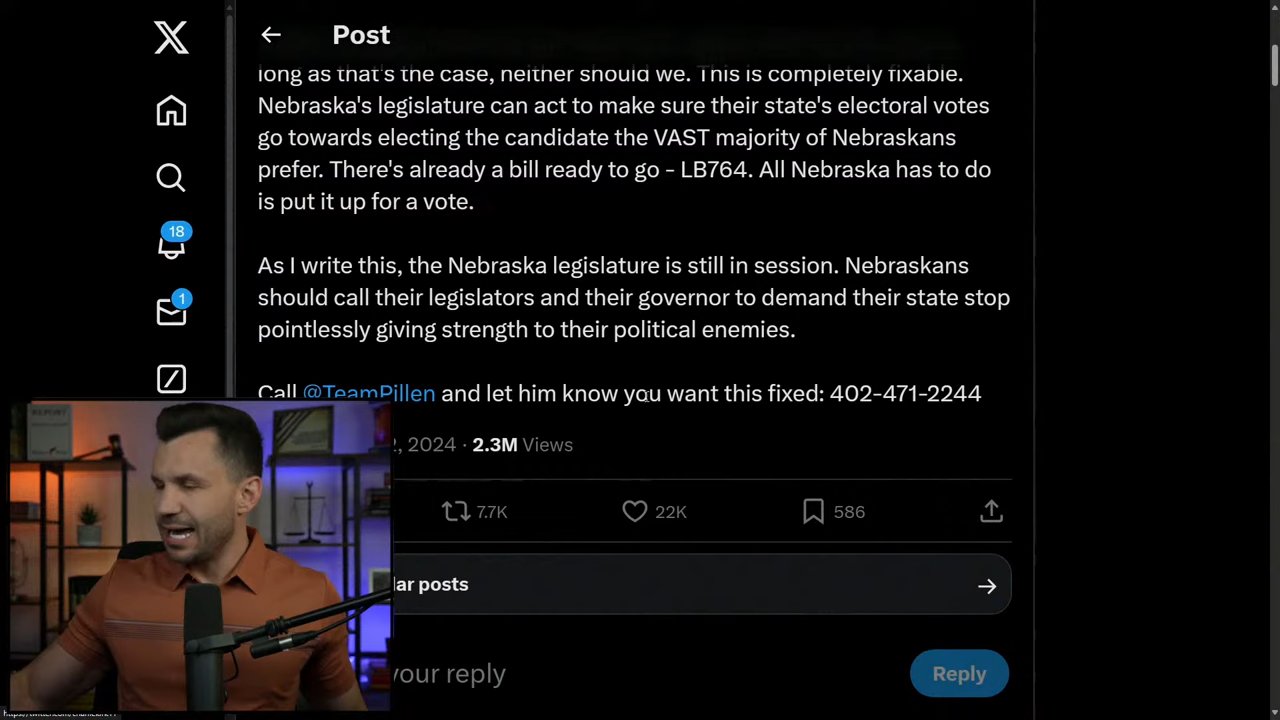 Post
long as that's the case, neither should we. This is completely fixable.
Nebraska's legislature can act to make sure their state's electoral votes
go towards electing the candidate the VAST majority of Nebraskans
prefer. There's already a bill ready to go - LB764. All Nebraska has to do
is put it up for a vote.
18
As I write this, the Nebraska legislature is still in session. Nebraskans
should call their legislators and their governor to demand their state stop
1
pointlessly giving strength to their political enemies.
Call @TeamPillen and let him know you want this fixed: 402-471-2244
2, 2024 · 2.3M Views
7.7K 22K 586
lar posts
your reply
Reply